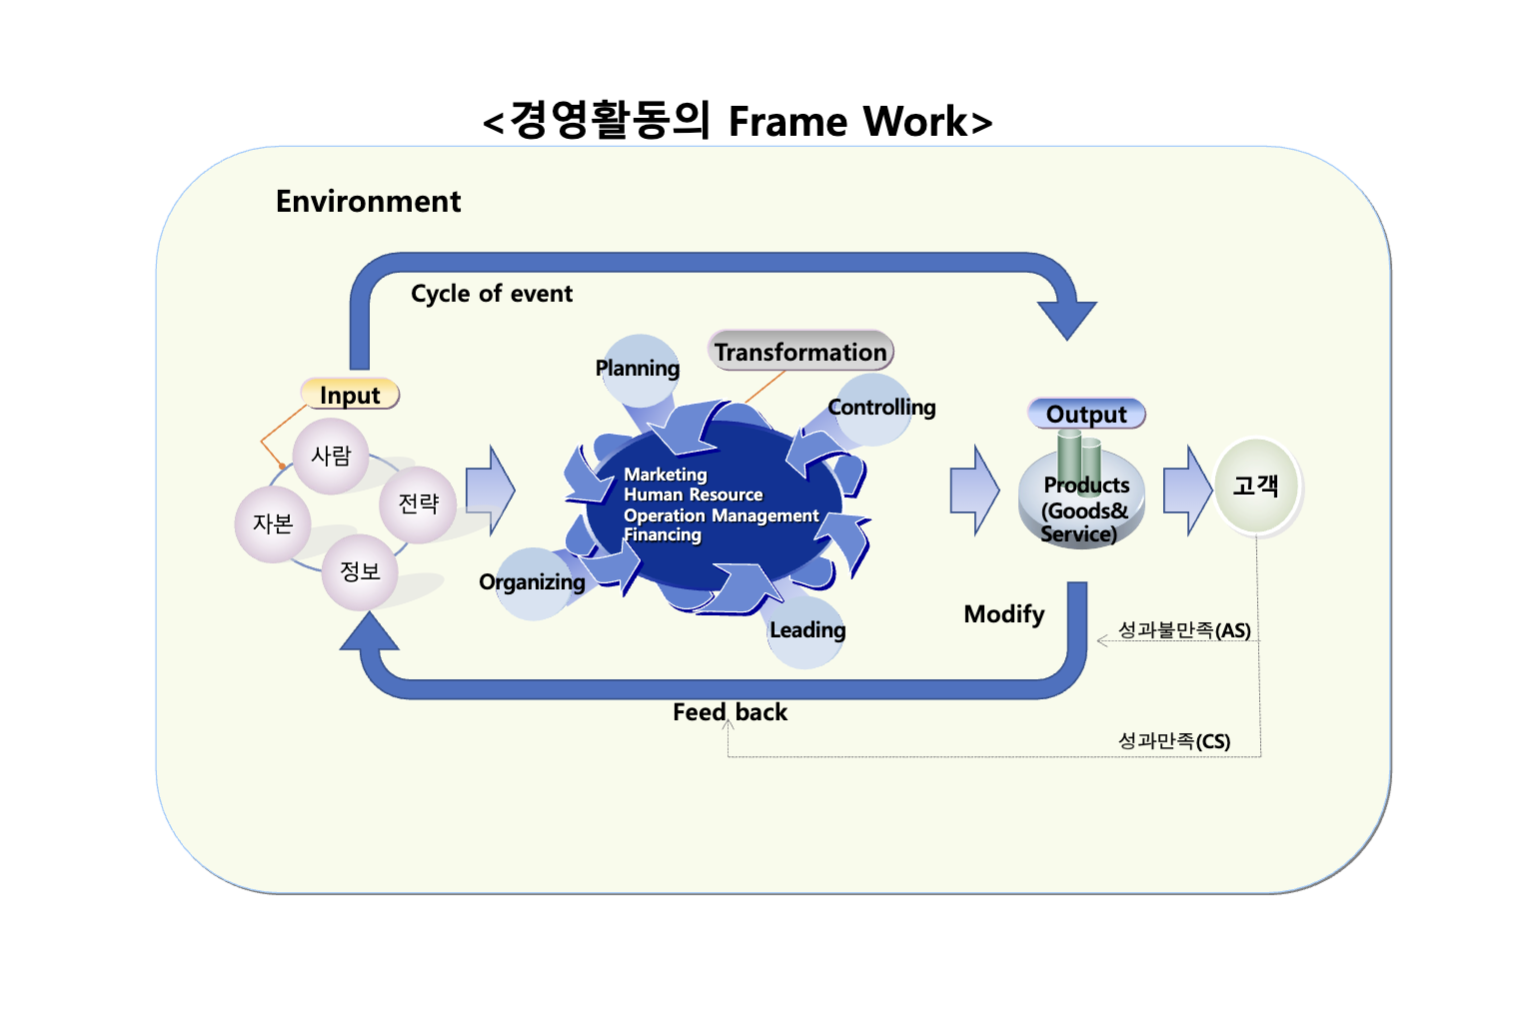 <경영활동의 Frame Work>
Environment
Cycle of event
Input
사람
전략
자본
정보
Planning
Transformation
Controlling
Marketing
Human Resource
Operation Management
Financing
Organizing
Leading
Output
Products
(Goods&
Service)
고객
Modify
성과불만족(AS)
Feed back
성과만족(CS)